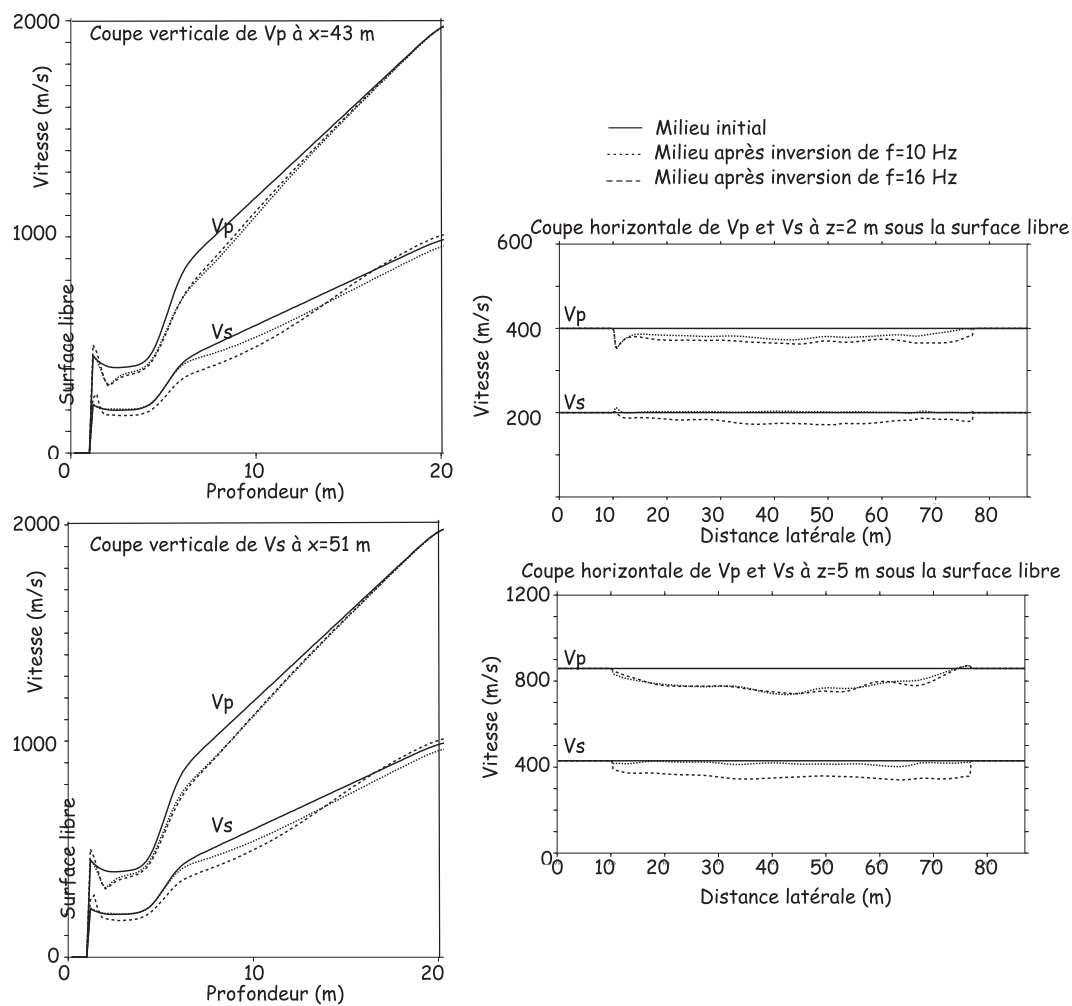 2000
Coupe verticale de Vp à x=43 m
Vitesse (m/s)
1000
Vp
Vs
Surface libre
0
0 10 20
Profondeur (m)
Milieu initial
Milieu après inversion de f=10 Hz
Milieu après inversion de f=16 Hz
Coupe horizontale de Vp et Vs à z=2 m sous la surface libre
600
Vp
400
Vitesse (m/s)
Vs
200
0 10 20 30 40 50 60 70 80
Distance latérale (m)
2000
Coupe verticale de Vs à x=51 m
Vitesse (m/s)
Vp
1000
Vs
Surface libre
0
0 10 20
Profondeur (m)
Coupe horizontale de Vp et Vs à z=5 m sous la surface libre
1200
Vp
800
Vitesse (m/s)
Vs
400
0
0 10 20 30 40 50 60 70 80
Distance latérale (m)